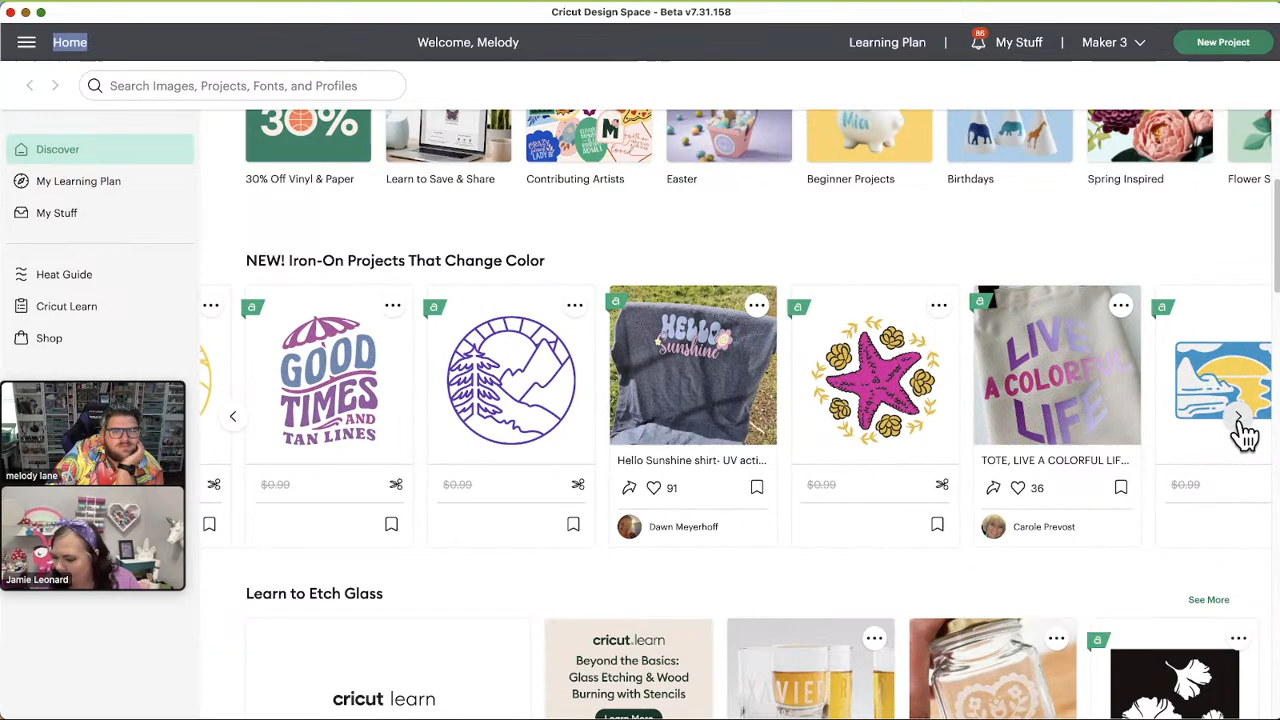 Cricut Design Space - Beta v7.31.158
Home
Welcome, Melody
Learning Plan
86
My Stuff
Maker 3
New Project
Search Images, Projects, Fonts, and Profiles
Discover
My Learning Plan
My Stuff
Heat Guide
Cricut Learn
Shop
30%
Mia
30% Off Vinyl & Paper
Learn to Save & Share
Contributing Artists
Easter
Beginner Projects
Birthdays
Spring Inspired
Flower S
NEW! Iron-On Projects That Change Color
GOOD
TIMES
AND
TAN LINES
HELLO
sunshine
LIVE
A COLORFUL
LIFE
Hello Sunshine shirt- UV acti...
TOTE, LIVE A COLORFUL LIF...
$0.99
$0.99
91
$0.99
36
$0.99
Dawn Meyerhoff
Carole Prevost
melody lane
Jamie Leonard
Learn to Etch Glass
See More
cricut learn
cricut learn
Beyond the Basics:
Glass Etching & Wood
Burning with Stencils
Learn More
XAVIER